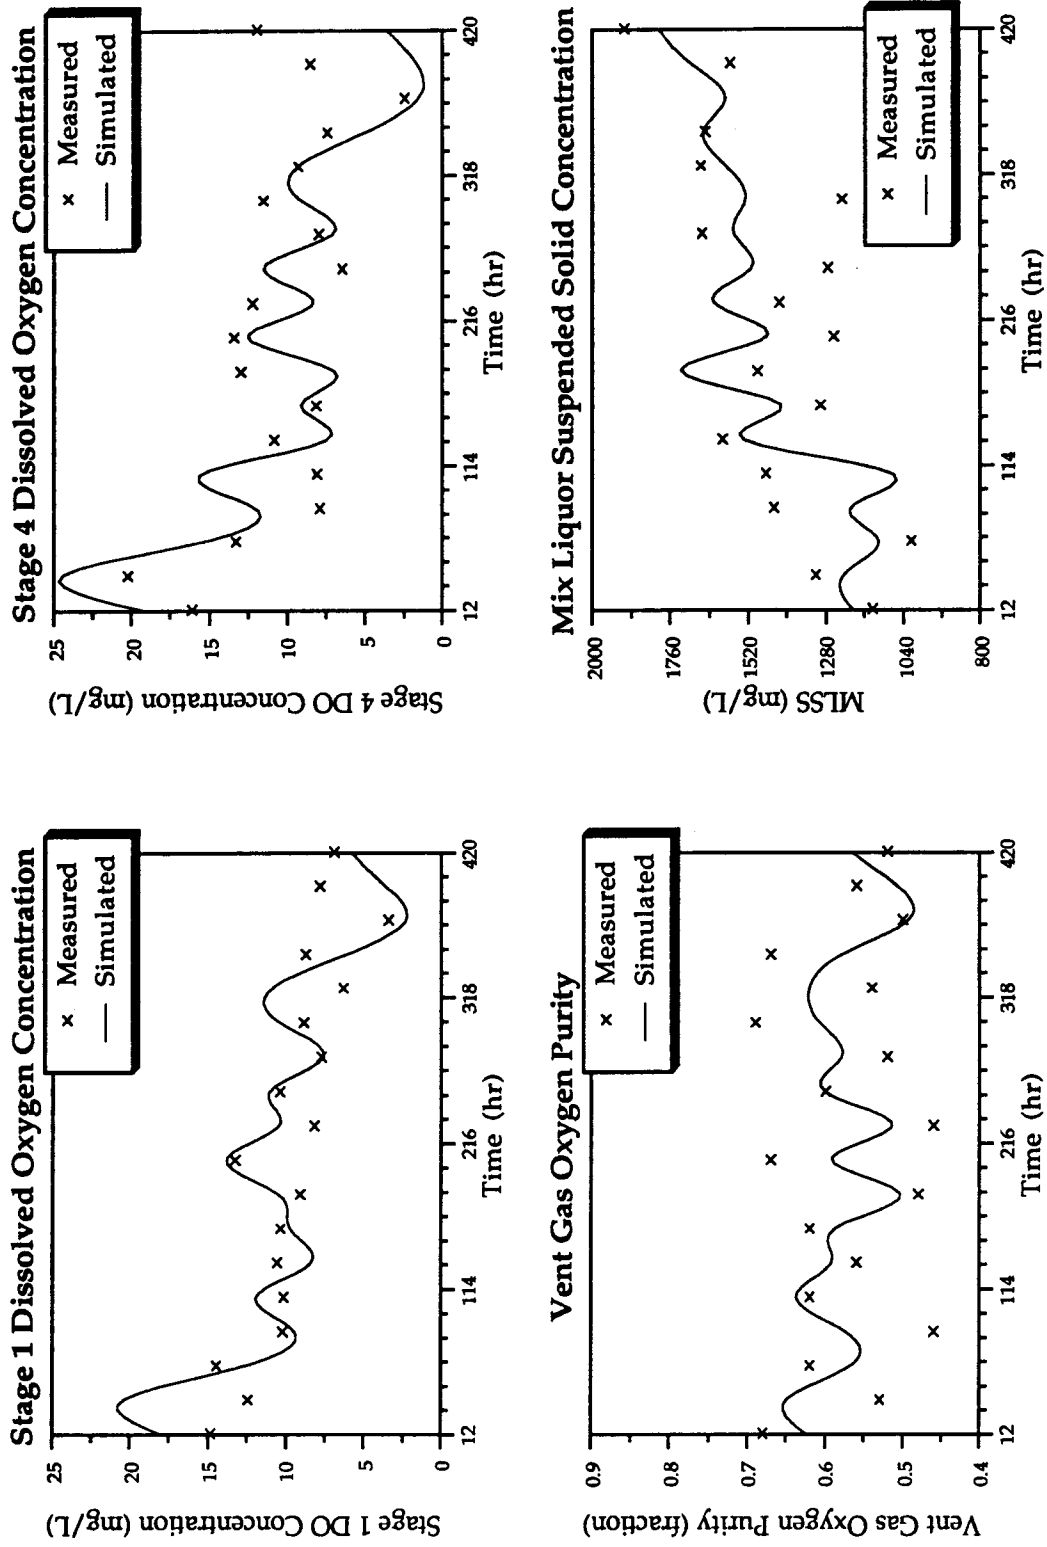 Stage 1 Dissolved Oxygen Concentration
× Measured
— Simulated
Stage 1 DO Concentration (mg/L)
25
20
15
10
5
0
12
114
216
318
420
Time (hr)
Stage 4 Dissolved Oxygen Concentration
× Measured
— Simulated
Stage 4 DO Concentration (mg/L)
25
20
15
10
5
0
12
114
216
318
420
Time (hr)
Vent Gas Oxygen Purity
× Measured
— Simulated
Vent Gas Oxygen Purity (fraction)
0.9
0.8
0.7
0.6
0.5
0.4
12
114
216
318
420
Time (hr)
Mix Liquor Suspended Solid Concentration
× Measured
— Simulated
MLSS (mg/L)
2000
1760
1520
1280
1040
800
12
114
216
318
420
Time (hr)